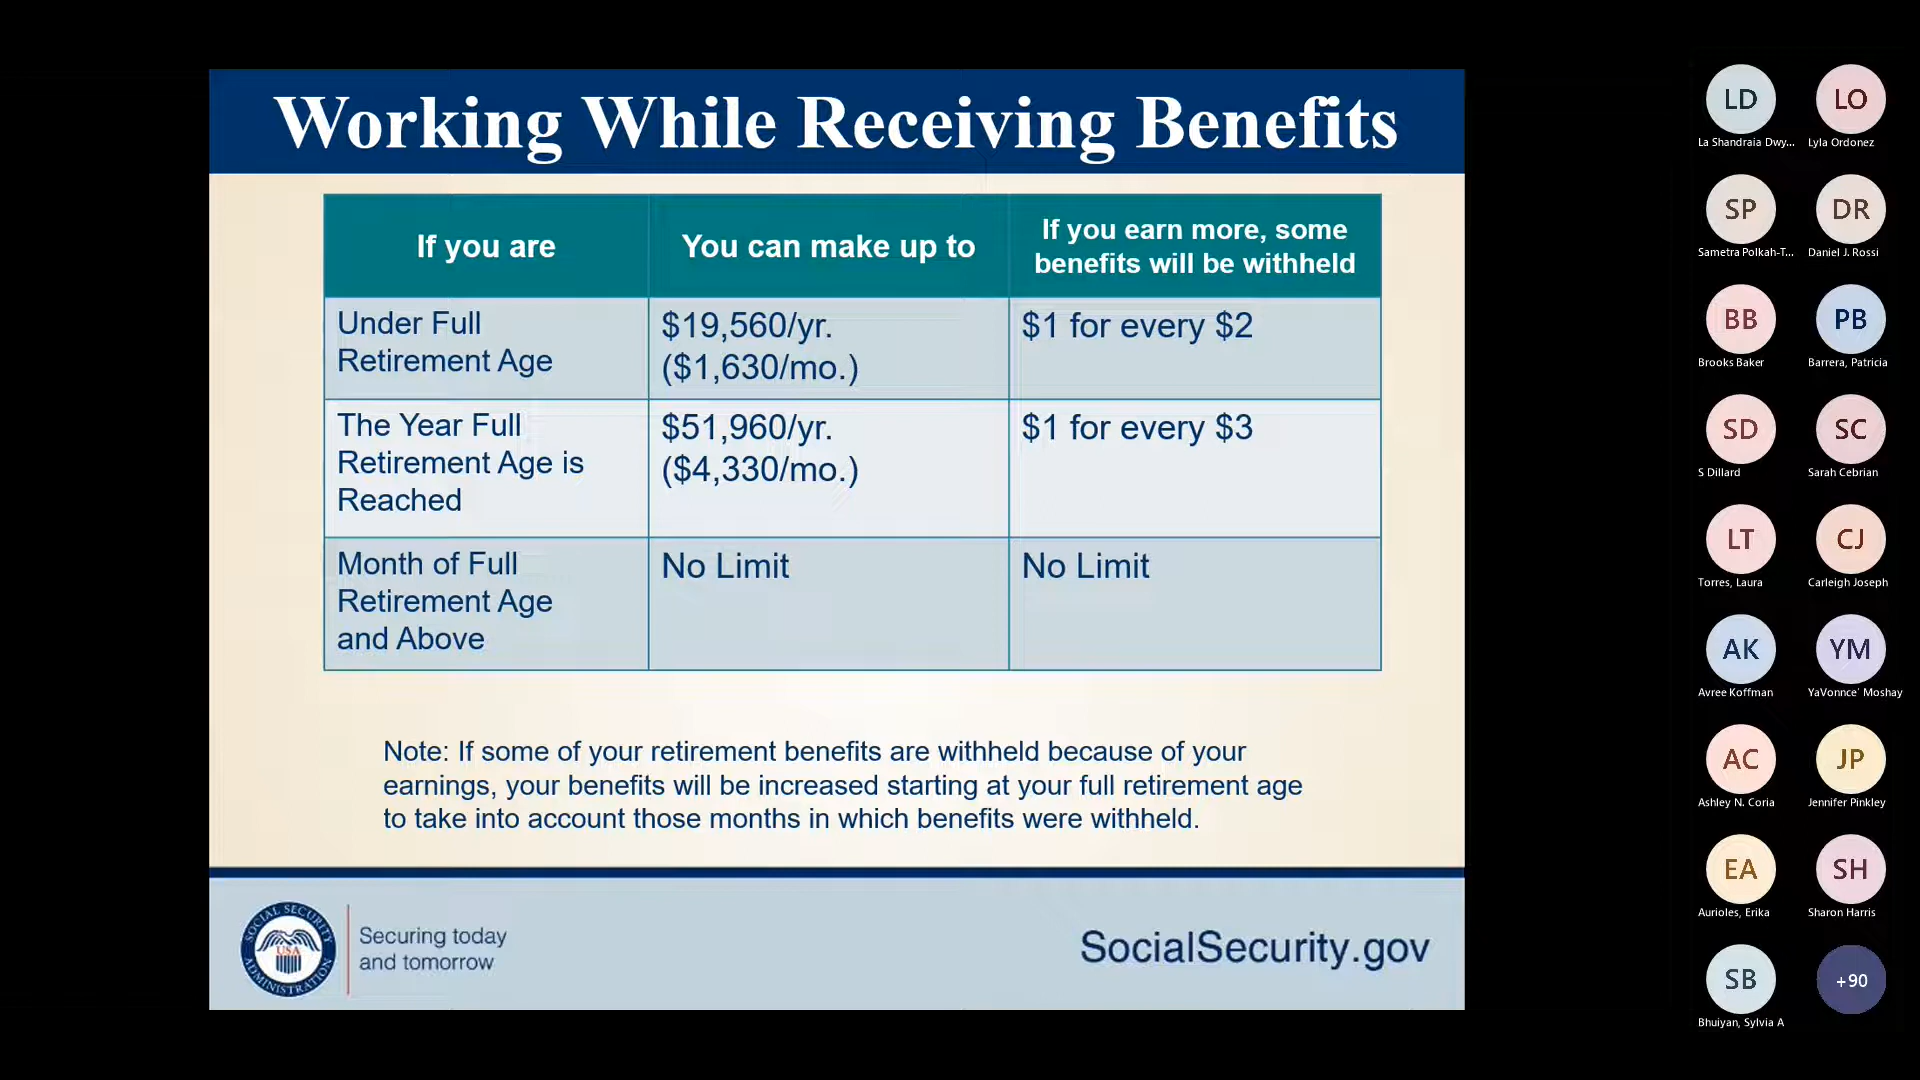 Working While Receiving Benefits
If you are
You can make up to
If you earn more, some
benefits will be withheld
Under Full
Retirement Age
$19,560/yr.
($1,630/mo.)
$1 for every $2
The Year Full
Retirement Age is
Reached
$51,960/yr.
($4,330/mo.)
$1 for every $3
Month of Full
Retirement Age
and Above
No Limit
No Limit
Note: If some of your retirement benefits are withheld because of your
earnings, your benefits will be increased starting at your full retirement age
to take into account those months in which benefits were withheld.
SOCIAL SECURITY
USA
ADMINISTRATION
Securing today
and tomorrow
SocialSecurity.gov
LD
La Shandraia Dwy...
LO
Lyla Ordonez
SP
Sametra Polkah-T...
DR
Daniel J. Rossi
BB
Brooks Baker
PB
Barrera, Patricia
SD
S Dillard
SC
Sarah Cebrian
LT
Torres, Laura
CJ
Carleigh Joseph
AK
Avree Koffman
YM
YaVonnce' Moshay
AC
Ashley N. Coria
JP
Jennifer Pinkley
EA
Aurioles, Erika
SH
Sharon Harris
SB
Bhuiyan, Sylvia A
+90